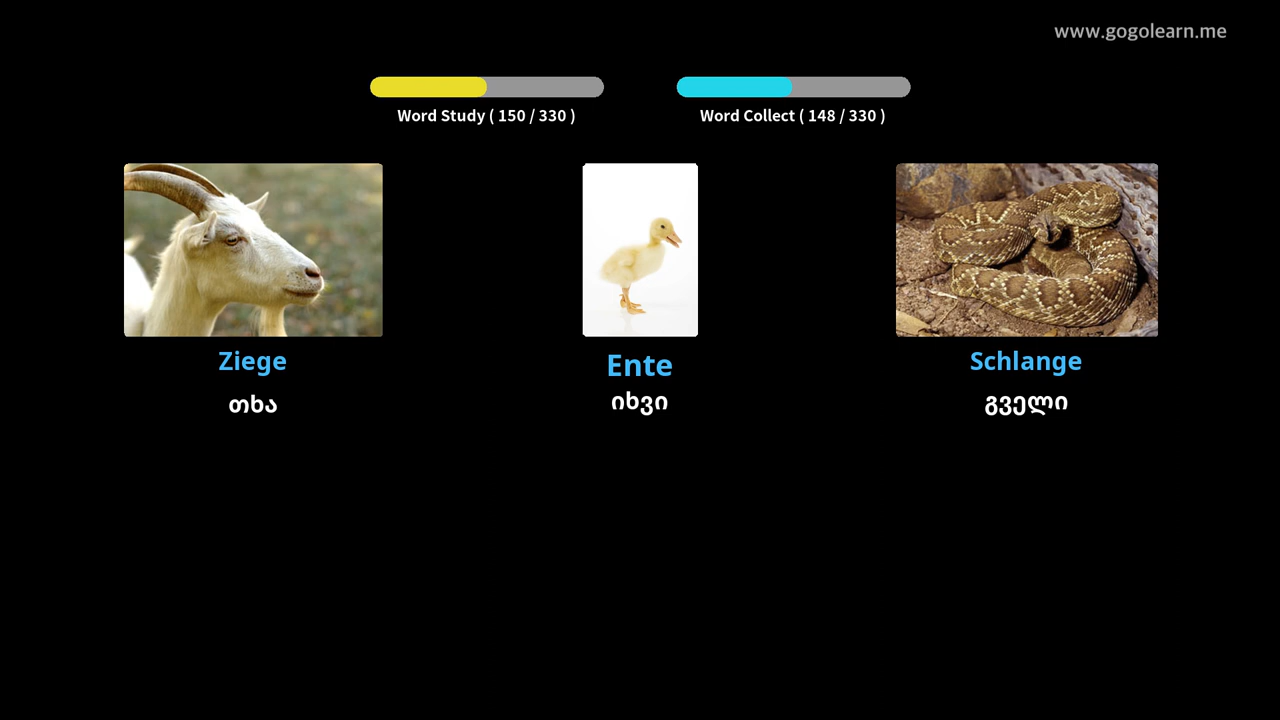 www.gogolearn.me
Word Study ( 150 / 330 )
Word Collect ( 148 / 330 )
Ziege
Ente
Schlange
თხა
იხვი
გველი